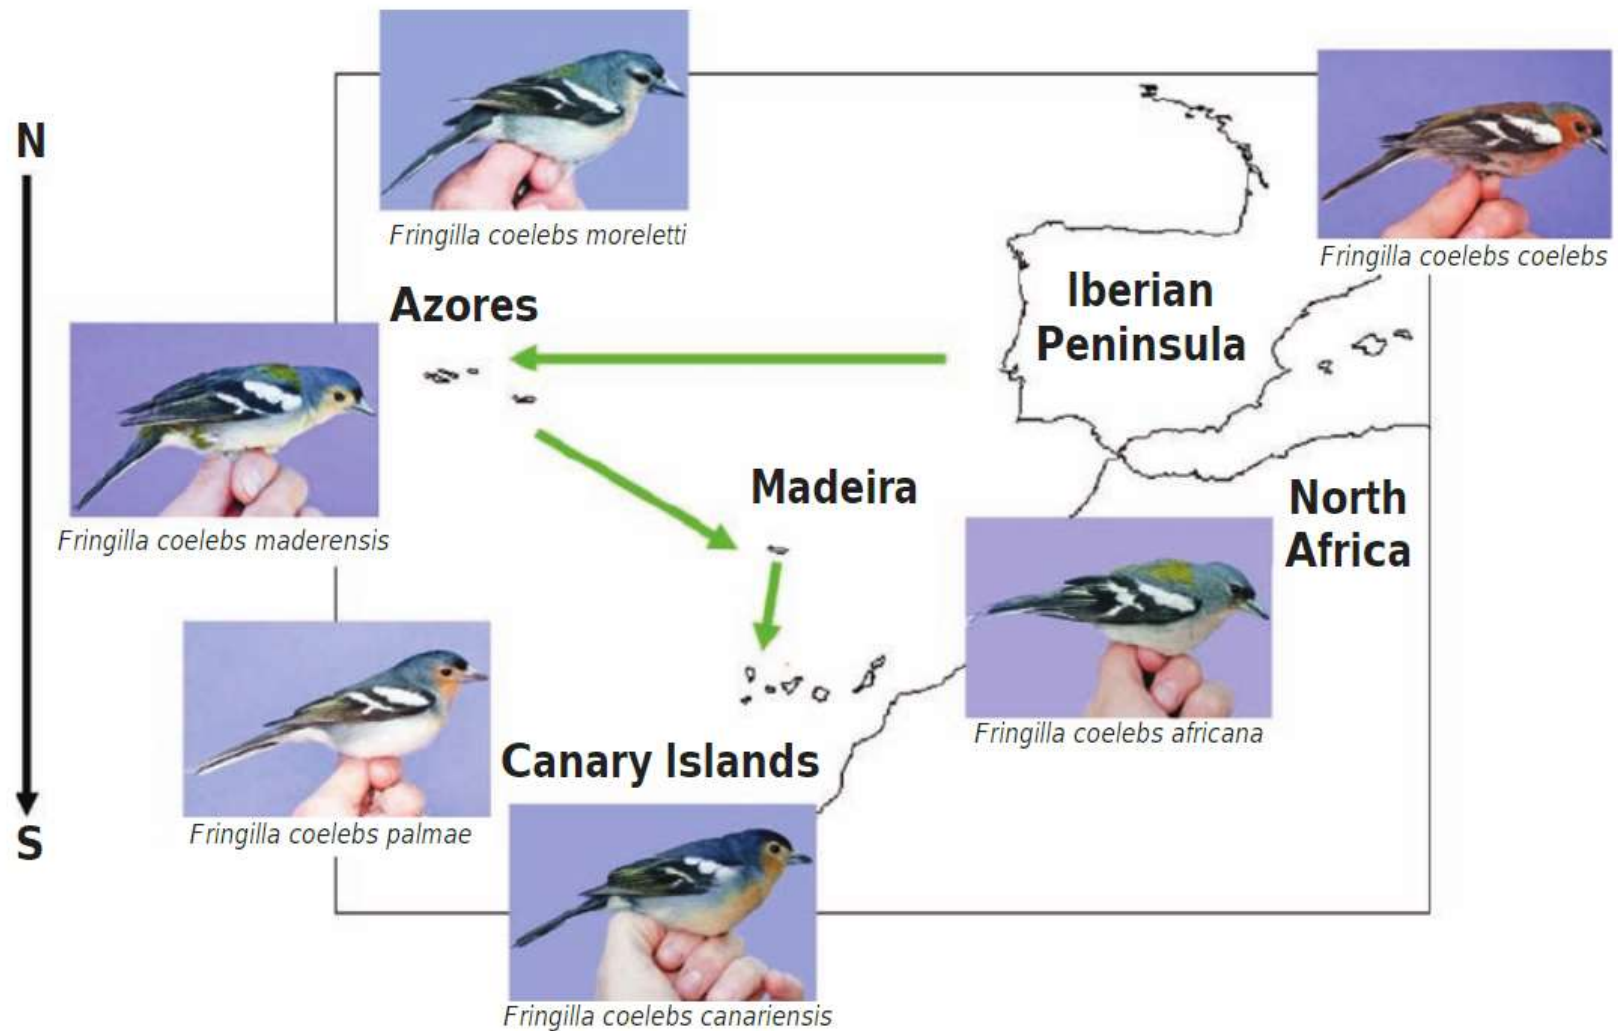 N
Fringilla coelebs moreletti
Fringilla coelebs coelebs
Azores
Iberian
Peninsula
Fringilla coelebs maderensis
Madeira
North
Africa
Fringilla coelebs africana
Fringilla coelebs palmae
Canary Islands
S
Fringilla coelebs canariensis